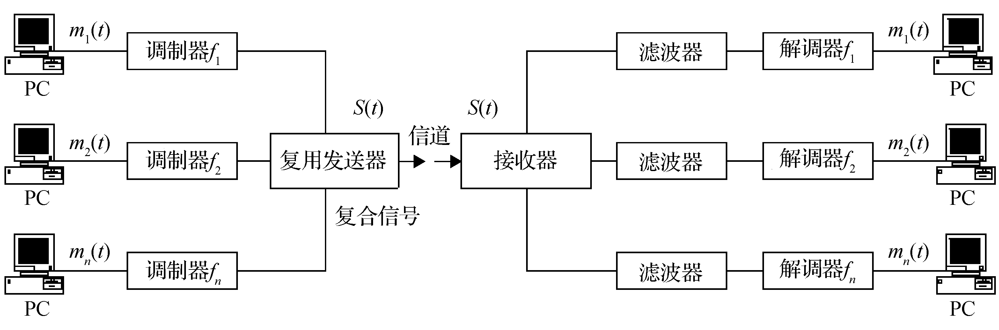 m₁(t) 调制器f₁ 滤波器 解调器f₁ m₁(t)
PC PC
S(t) S(t)
信道
m₂(t) 调制器f₂ 复用发送器 接收器 滤波器 解调器f₂ m₂(t)
PC PC
复合信号
mₙ(t) 调制器fₙ 滤波器 解调器fₙ mₙ(t)
PC PC